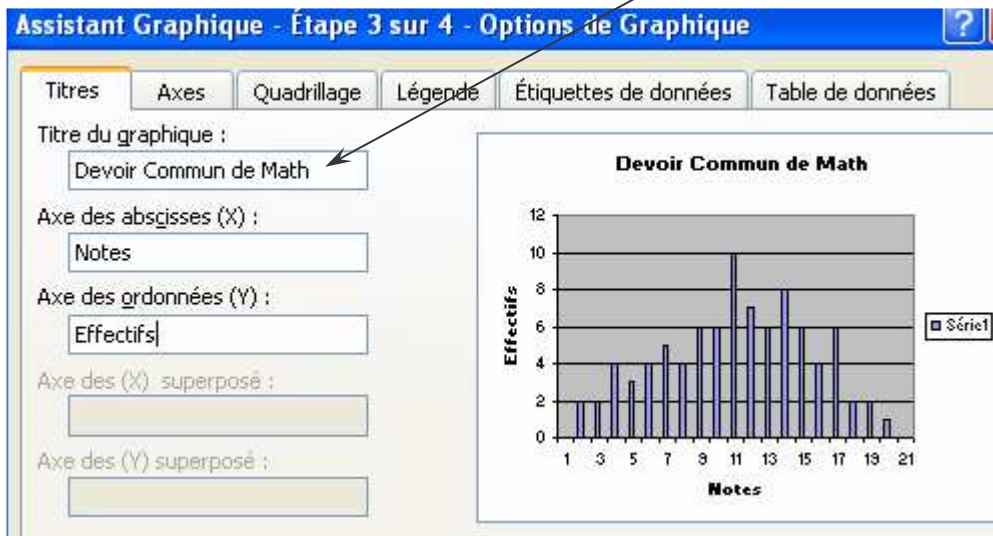 Assistant Graphique - Étape 3 sur 4 - Options de Graphique
?
Titres Axes Quadrillage Légende Étiquettes de données Table de données
Titre du graphique :
Devoir Commun de Math
Axe des abscisses (X) :
Notes
Axe des ordonnées (Y) :
Effectifs
Axe des (X) superposé :
Axe des (Y) superposé :
Devoir Commun de Math
12
10
8
6
4
2
0
Effectifs
1 3 5 7 9 11 13 15 17 19 21
Notes
Série1